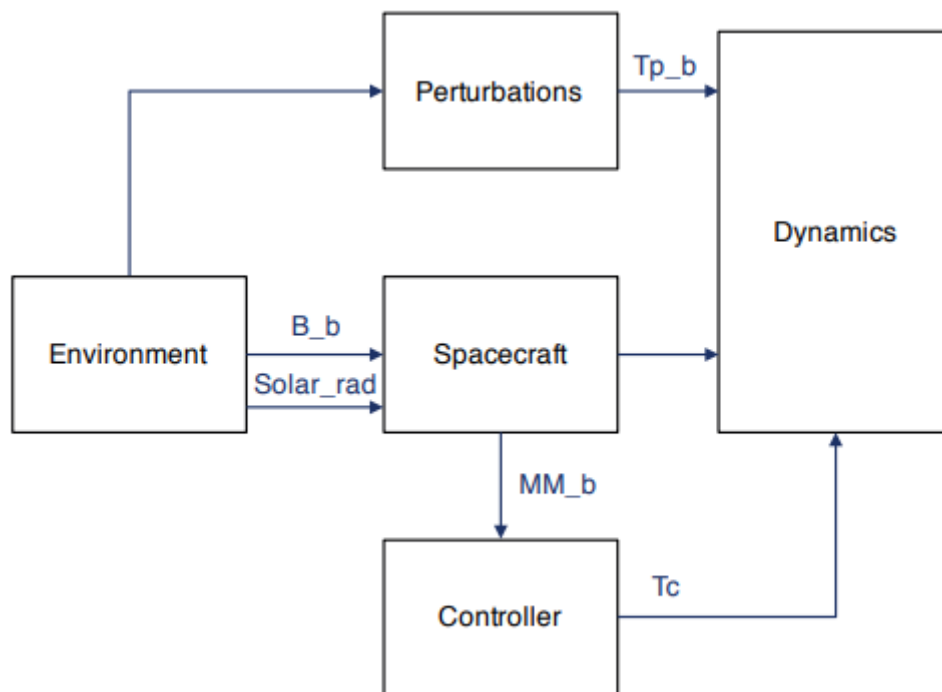 Perturbations
Tp_b
Dynamics
Environment
B_b
Solar_rad
Spacecraft
MM_b
Controller
Tc